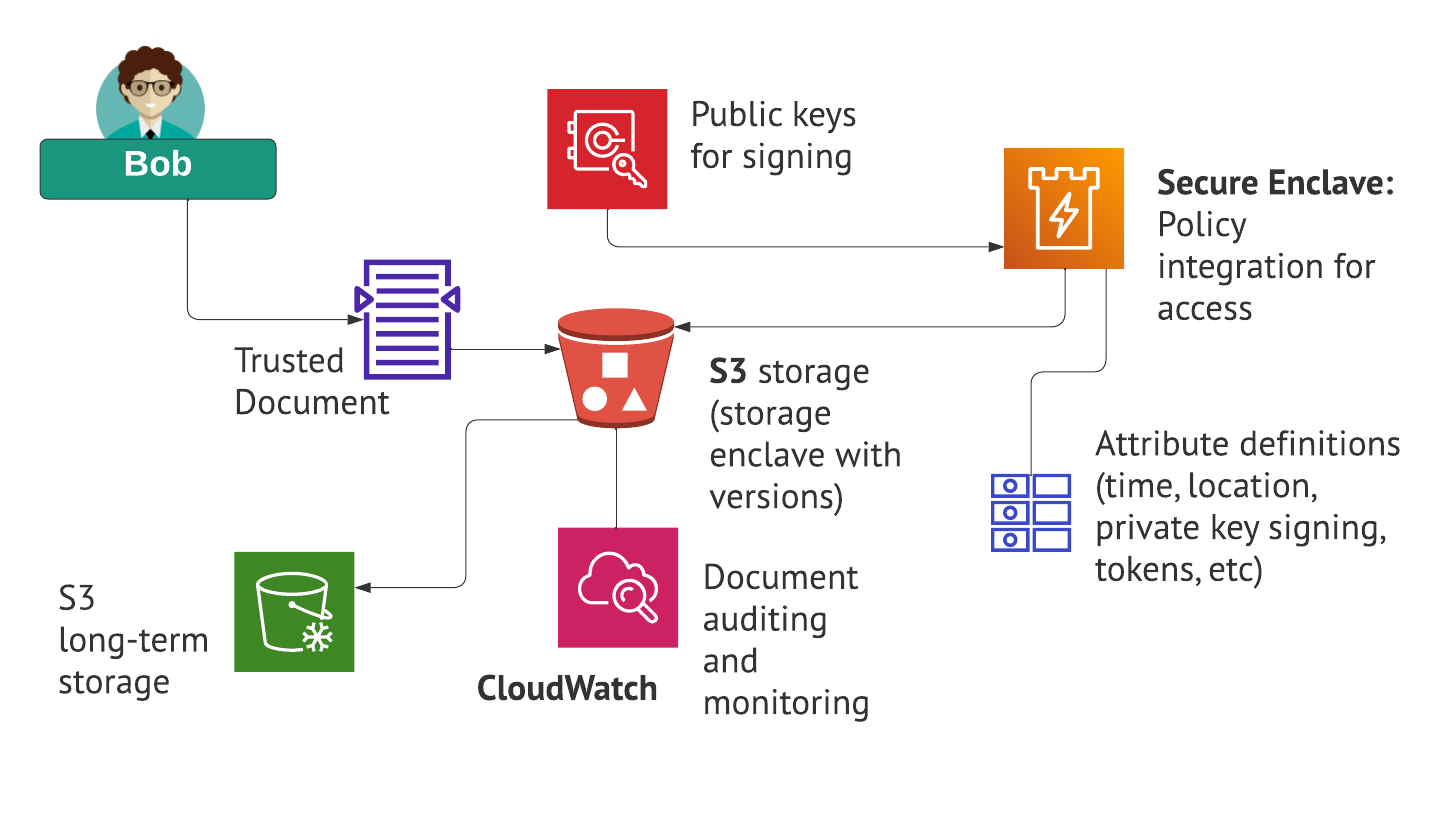 Bob
Public keys
for signing
Secure Enclave:
Policy
integration for
access
Trusted
Document
S3 storage
(storage
enclave with
versions)
Attribute definitions
(time, location,
private key signing,
tokens, etc)
S3
long-term
storage
Document
auditing
and
monitoring
CloudWatch